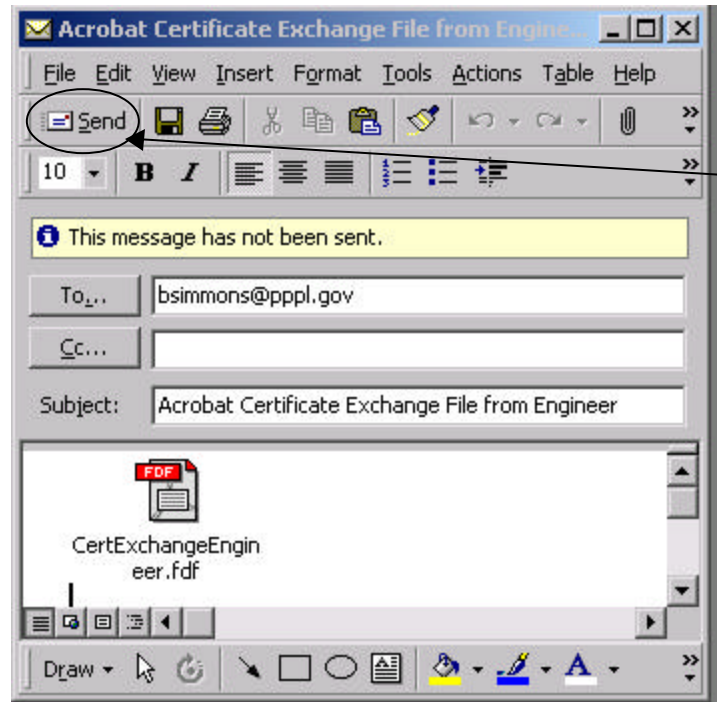 Acrobat Certificate Exchange File from Engine...
File Edit View Insert Format Tools Actions Table Help
Send
10 B I
This message has not been sent.
To... bsimmons@pppl.gov
Cc...
Subject: Acrobat Certificate Exchange File from Engineer
FDF
CertExchangeEngin
eer.fdf
Draw A